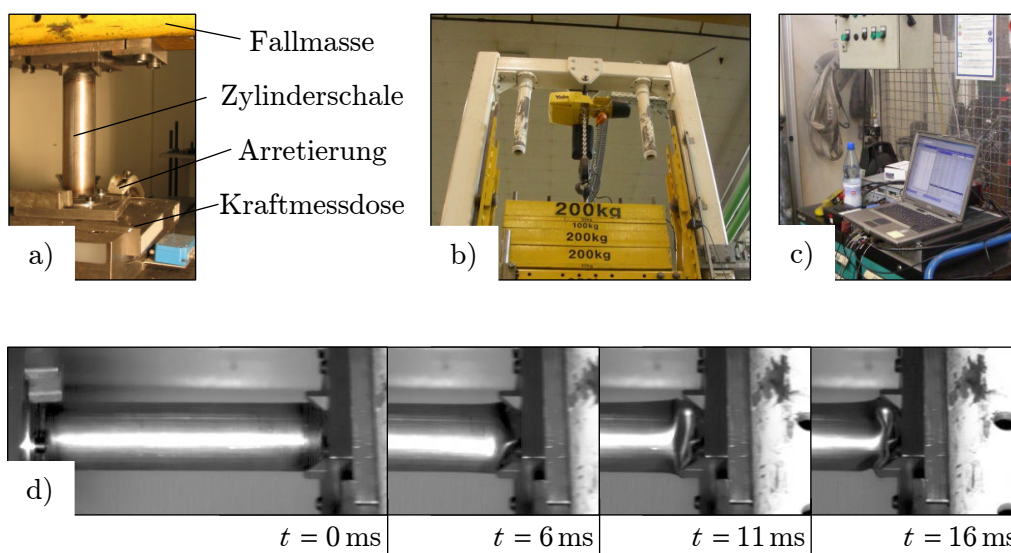 Fallmasse
Zylinderschale
Arretierung
Kraftmessdose
a)
200kg
100kg
200kg
200kg
b)
c)
d)
t = 0 ms
t = 6 ms
t = 11 ms
t = 16 ms